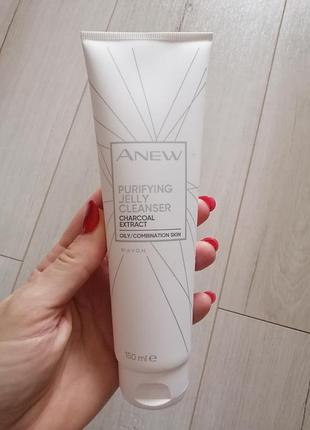 ANEW
PURIFYING
JELLY
CLEANSER
CHARCOAL
EXTRACT
OILY/COMBINATION SKIN
AVON
150 ml e